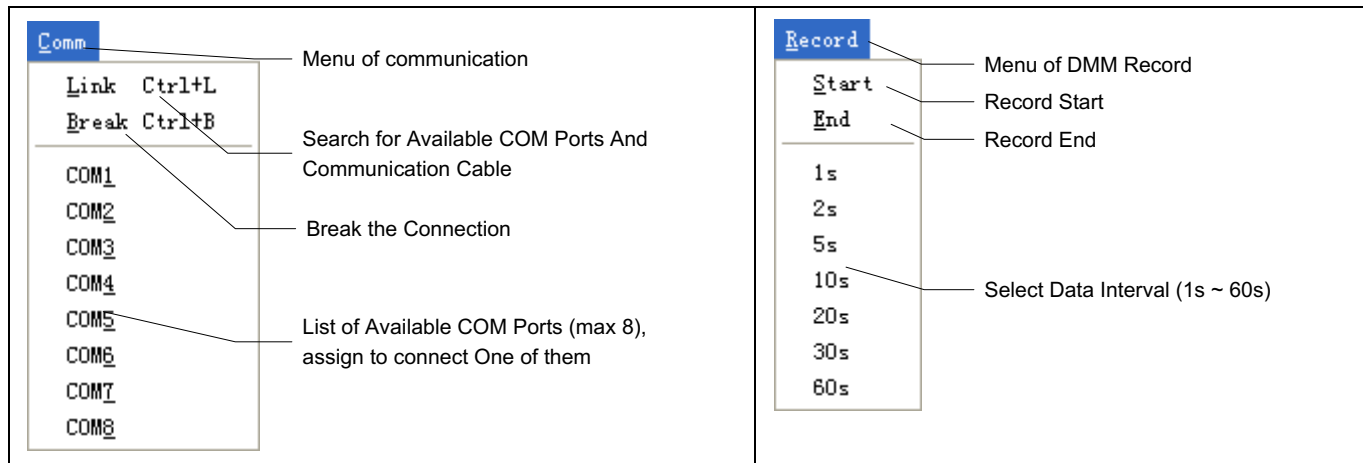 Comm
Menu of communication
Link Ctrl+L
Break Ctrl+B
Search for Available COM Ports And
Communication Cable
COM1
COM2
Break the Connection
COM3
COM4
COM5
List of Available COM Ports (max 8),
assign to connect One of them
COM6
COM7
COM8
Record
Menu of DMM Record
Start
Record Start
End
Record End
1s
2s
5s
10s
Select Data Interval (1s ~ 60s)
20s
30s
60s